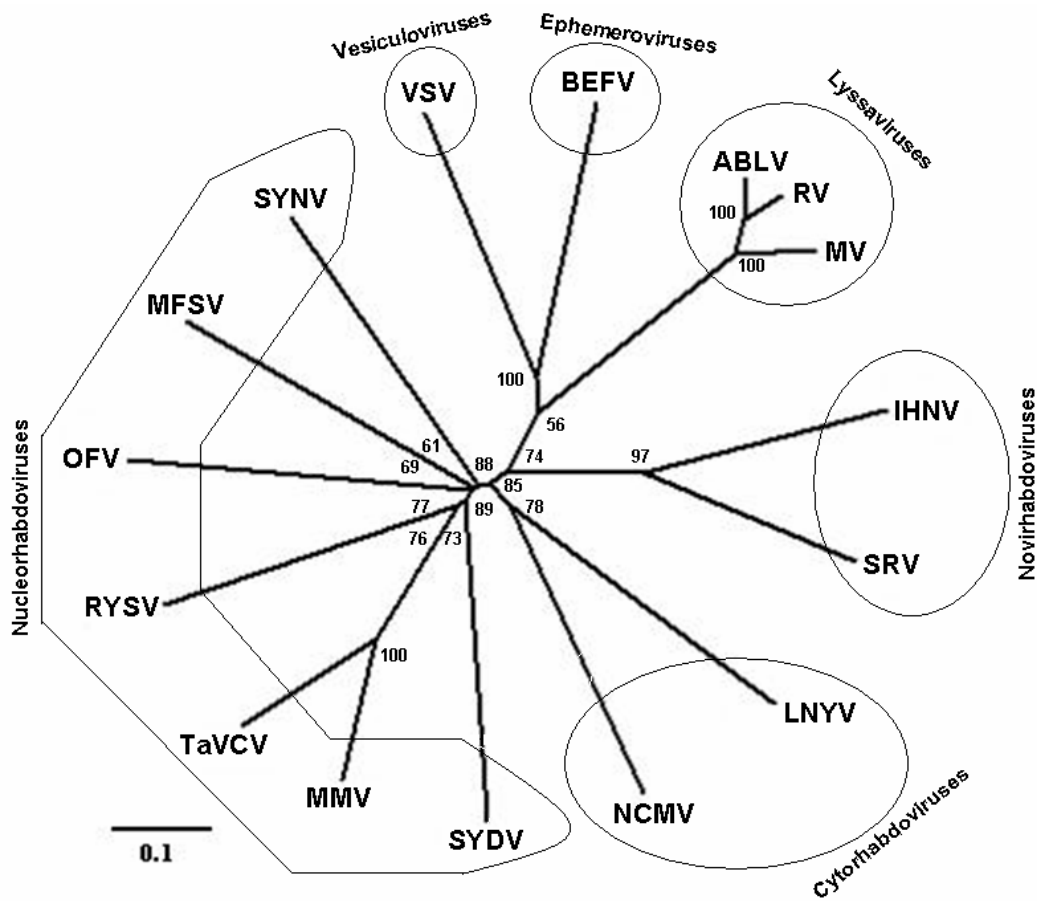 Vesiculoviruses
Ephemeroviruses
VSV
BEFV
Lyssaviruses
ABLV
RV
100
MV
100
SYNV
MFSV
100
56
IHNV
Novirhabdoviruses
61
69
88
74
97
OFV
85
Nucleorhabdoviruses
77
89
78
76
73
SRV
RYSV
100
LNYV
TaVCV
MMV
NCMV
SYDV
Cytorhabdoviruses
0.1